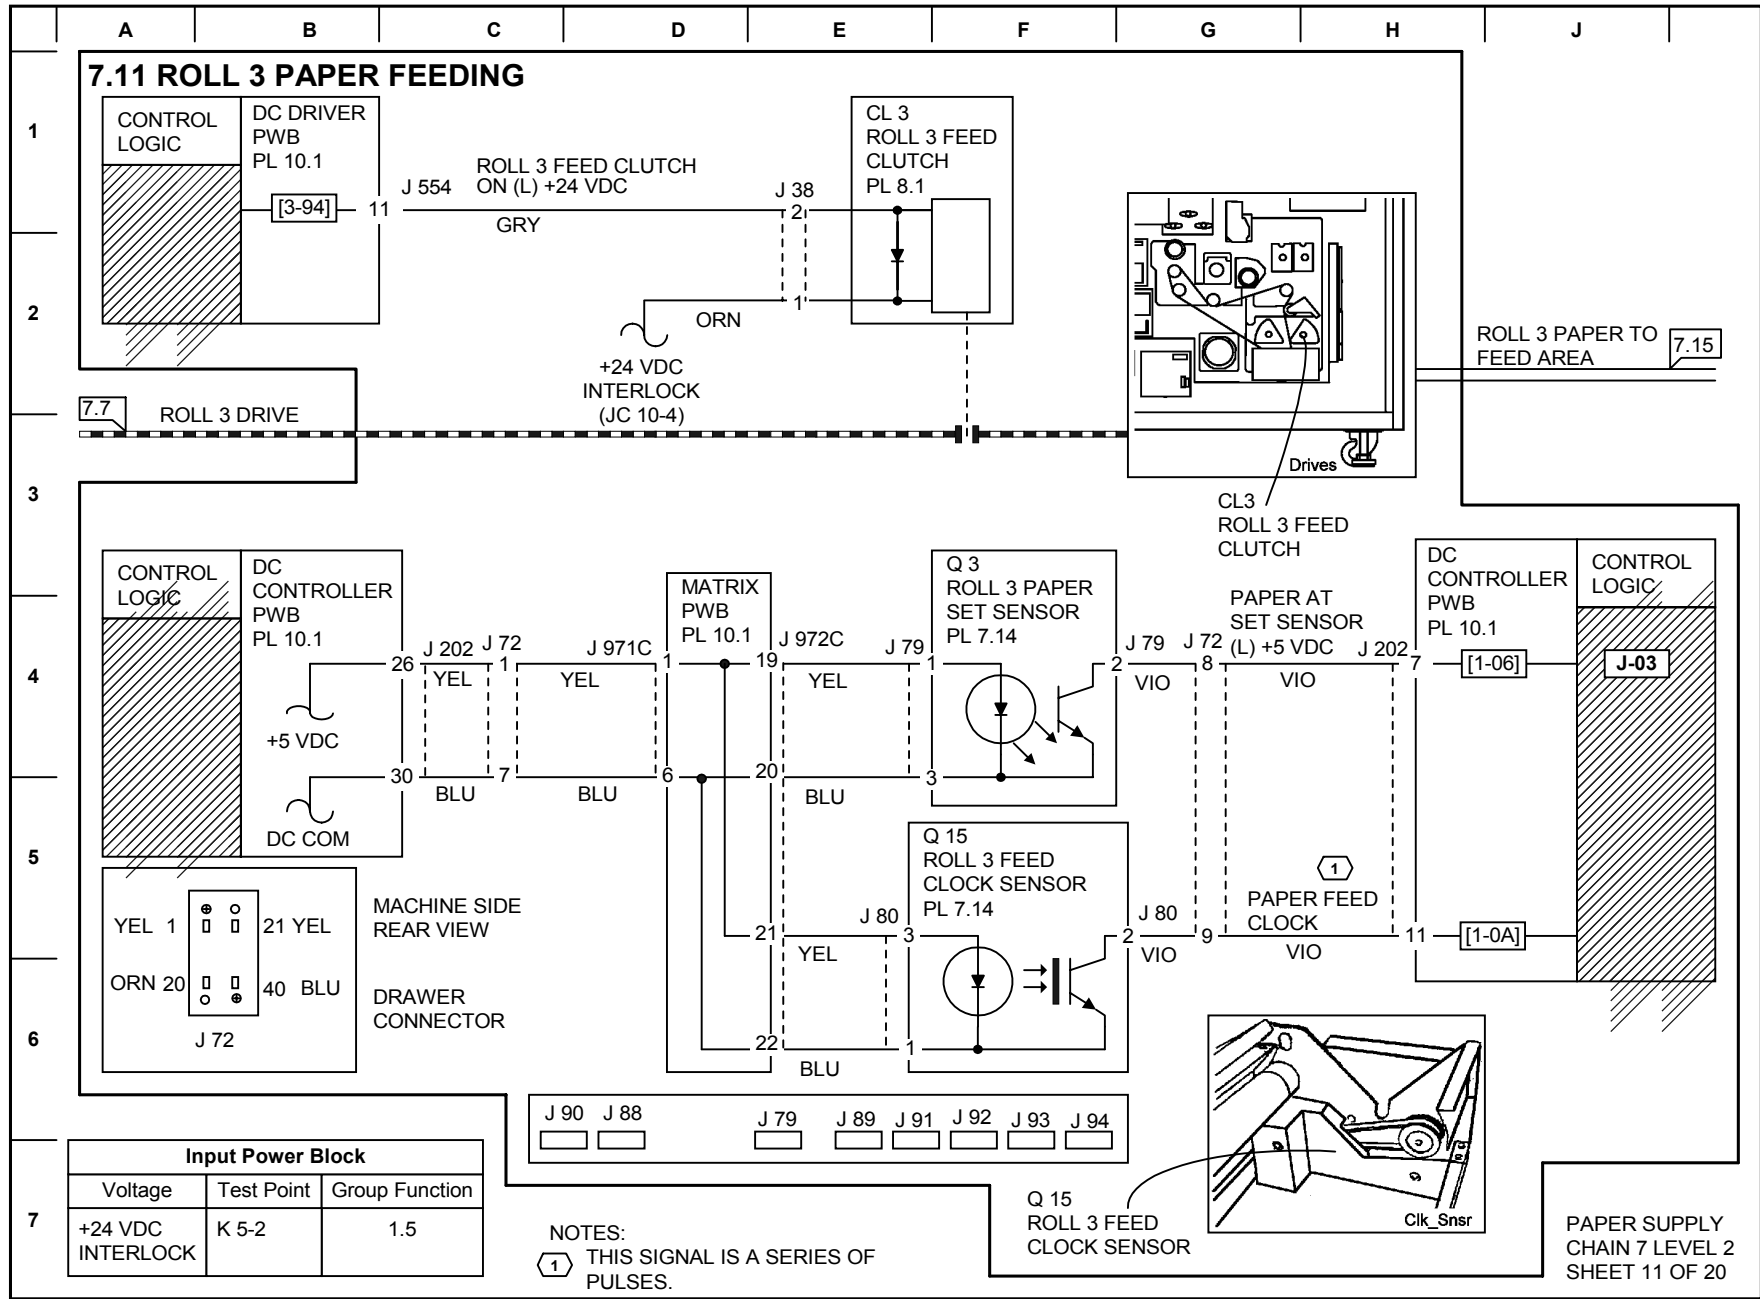 A B C D E F G H J
7.11 ROLL 3 PAPER FEEDING
1
CONTROL
LOGIC
DC DRIVER
PWB
PL 10.1
[3-94]
11
J 554
ROLL 3 FEED CLUTCH
ON (L) +24 VDC
GRY
J 38
2
1
CL 3
ROLL 3 FEED
CLUTCH
PL 8.1
2
ORN
+24 VDC
INTERLOCK
(JC 10-4)
ROLL 3 PAPER TO
FEED AREA
7.15
7.7
ROLL 3 DRIVE
Drives
3
CL3
ROLL 3 FEED
CLUTCH
CONTROL
LOGIC
DC
CONTROLLER
PWB
PL 10.1
MATRIX
PWB
PL 10.1
Q 3
ROLL 3 PAPER
SET SENSOR
PL 7.14
PAPER AT
SET SENSOR
(L) +5 VDC
DC
CONTROLLER
PWB
PL 10.1
CONTROL
LOGIC
4
26
J 202
J 72
1
J 971C
1
19
J 972C
J 79
1
2
J 79
J 72
8
J 202
7
[1-06]
J-03
YEL
YEL
YEL
VIO
VIO
+5 VDC
30
7
6
20
3
BLU
BLU
BLU
DC COM
5
Q 15
ROLL 3 FEED
CLOCK SENSOR
PL 7.14
1
PAPER FEED
CLOCK
YEL 1
21 YEL
ORN 20
40 BLU
J 72
MACHINE SIDE
REAR VIEW
DRAWER
CONNECTOR
21
J 80
3
YEL
2
J 80
9
11
[1-0A]
VIO
VIO
6
22
1
BLU
J 90 J 88 J 79 J 89 J 91 J 92 J 93 J 94
Clk_Snsr
Q 15
ROLL 3 FEED
CLOCK SENSOR
7
Input Power Block
Voltage Test Point Group Function
+24 VDC
INTERLOCK
K 5-2 1.5
NOTES:
1 THIS SIGNAL IS A SERIES OF
PULSES.
PAPER SUPPLY
CHAIN 7 LEVEL 2
SHEET 11 OF 20